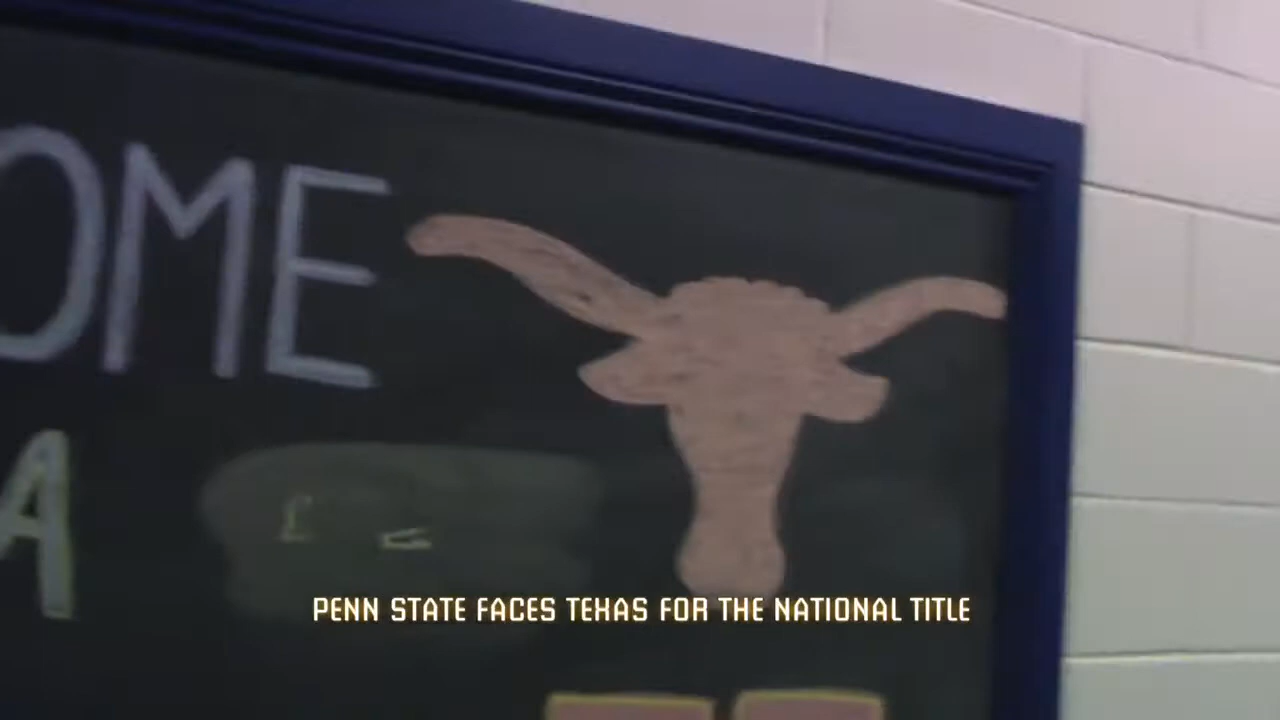 OME
A
PENN STATE FACES TEXAS FOR THE NATIONAL TITLE